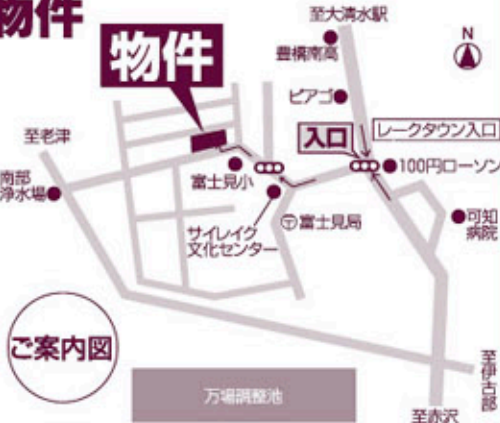 物件
至大清水駅
豊橋南高
N
物件
ピアゴ
至老津
入口
レークタウン入口
100円ローソン
南部
浄水場
富士見小
サイレイク
文化センター
〒富士見局
可知
病院
ご案内図
万場調整池
至伊古部
至赤沢